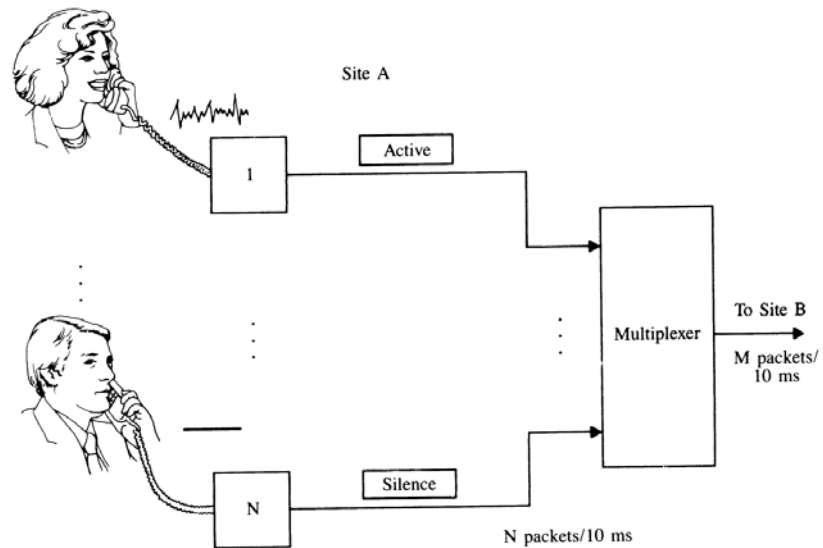 Site A
Active
1
To Site B
Multiplexer
M packets/
10 ms
Silence
N
N packets/10 ms